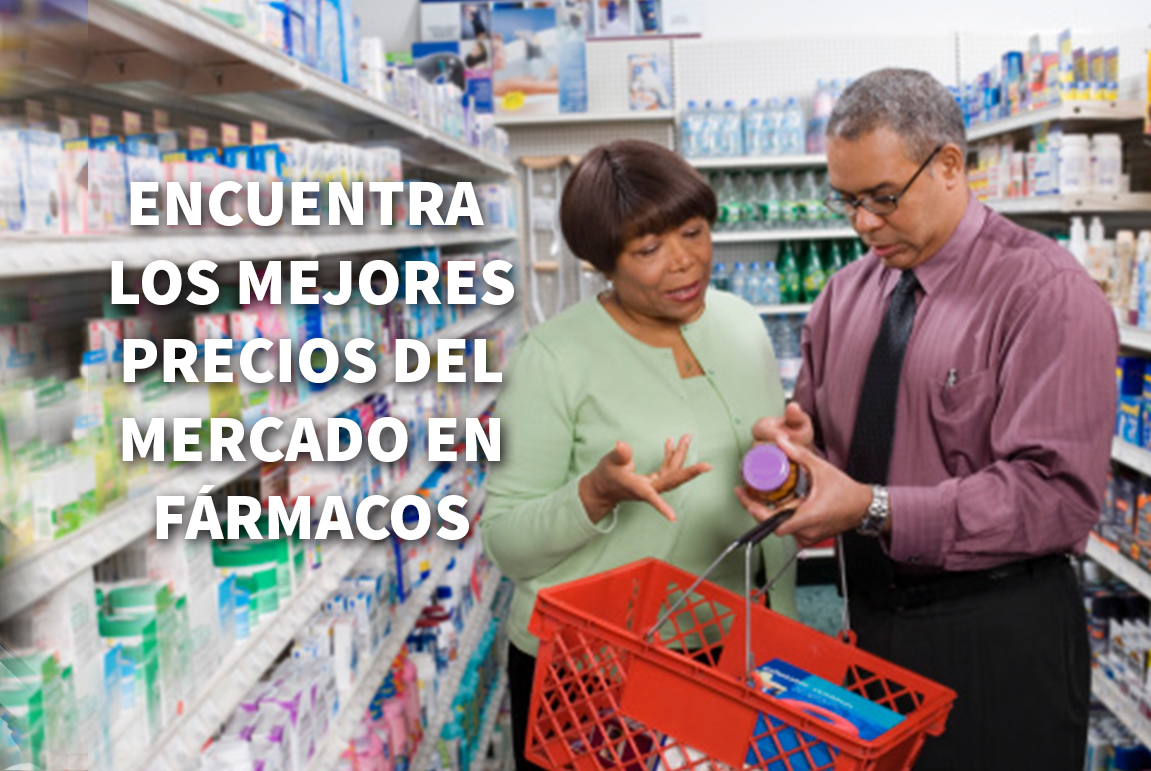 ENCUENTRA
LOS MEJORES
PRECIOS DEL
MERCADO EN
FÁRMACOS